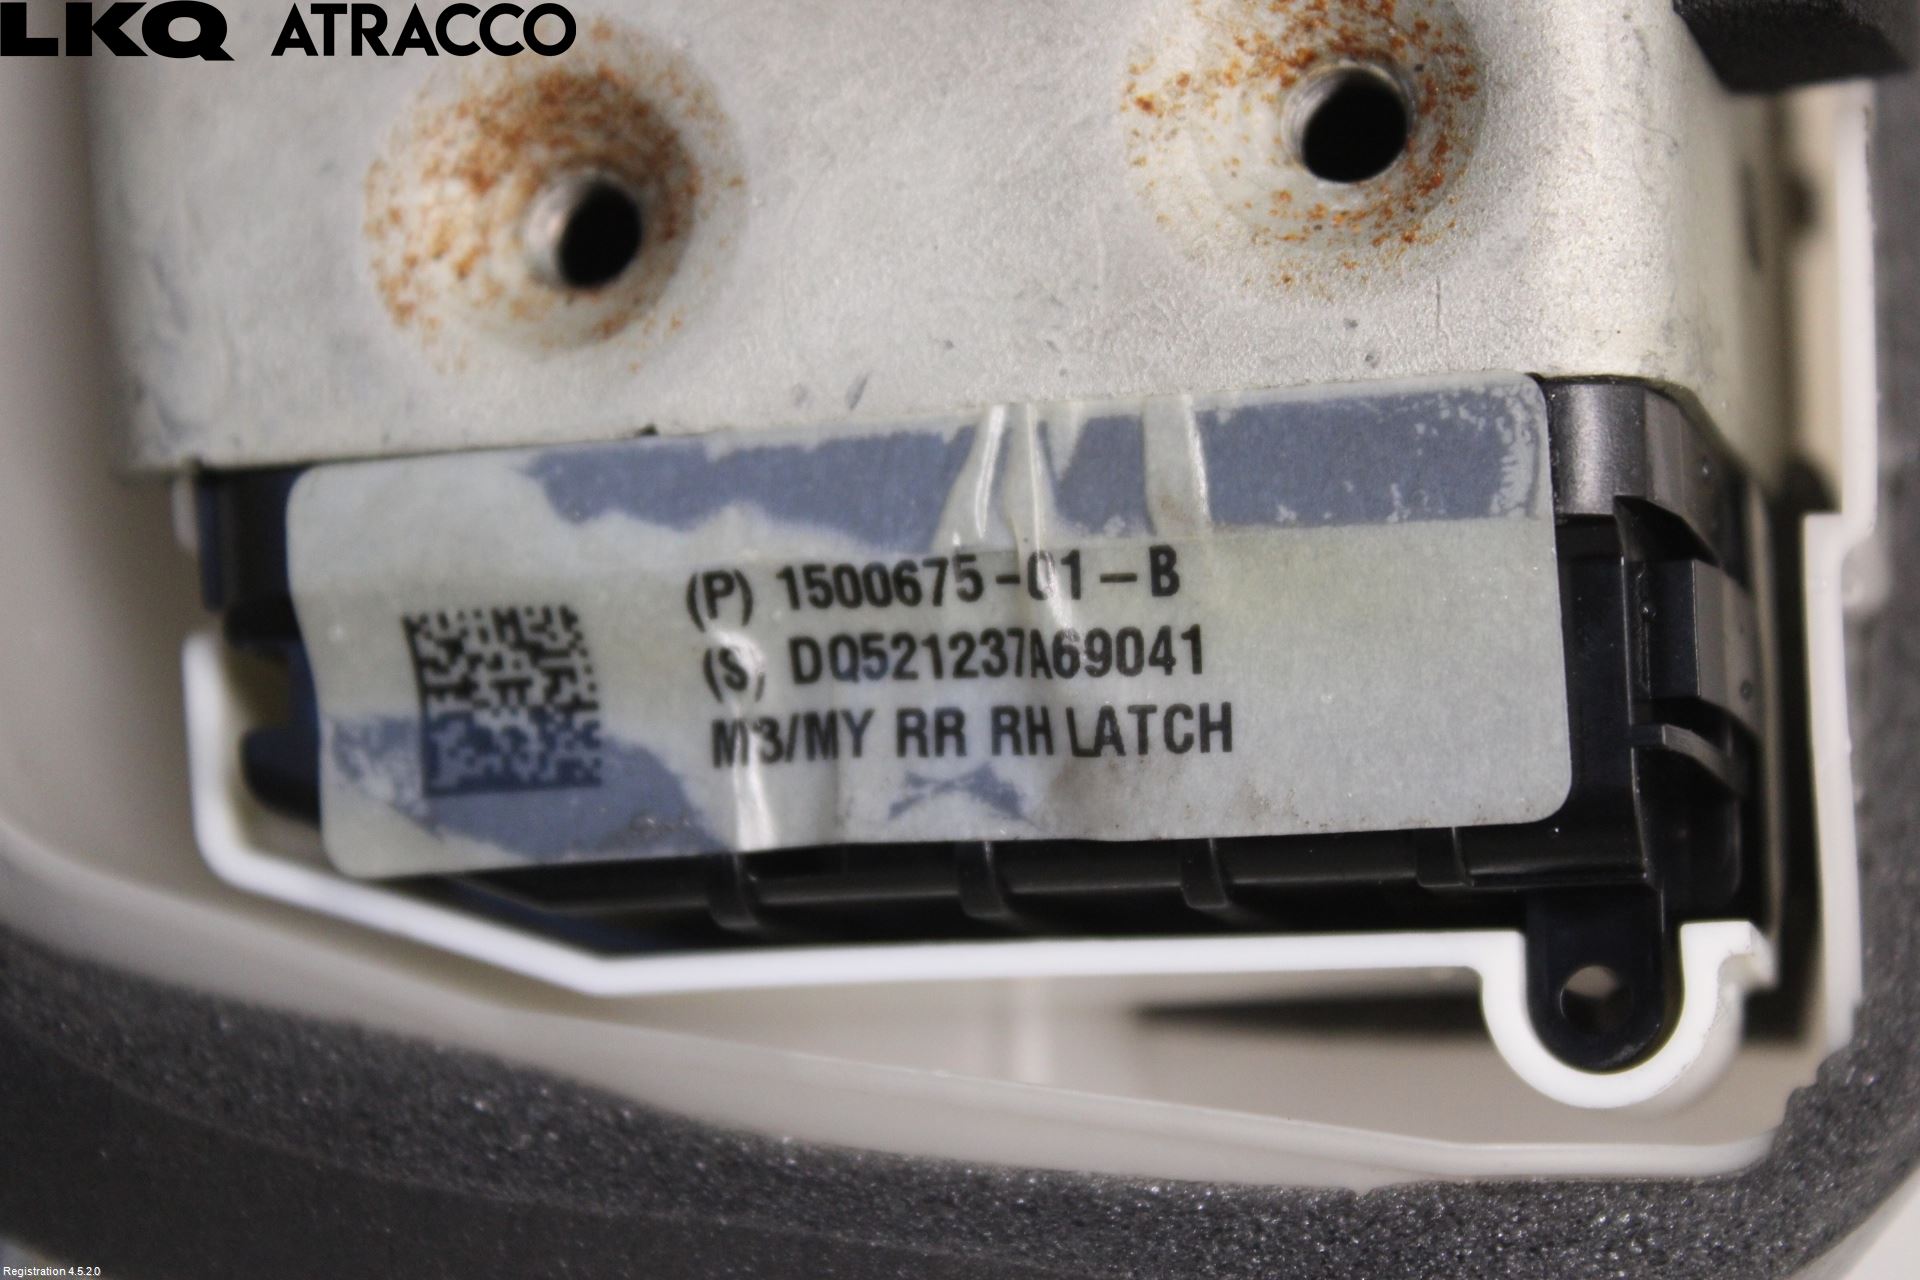 LKQ ATRACCO
(P) 1500675-01-B
(S) DQ521237A69041
M3/MY RR RH LATCH
Registration 4.5.2.0